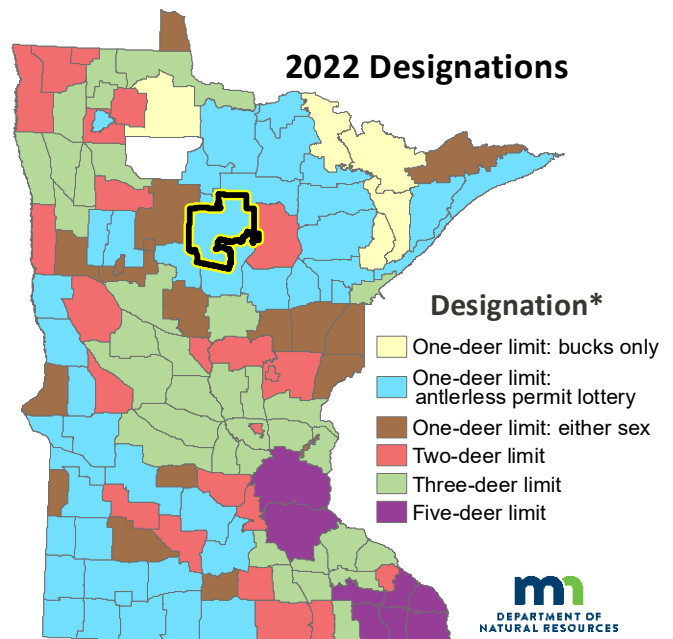 2022 Designations
Designation*
One-deer limit: bucks only
One-deer limit:
antlerless permit lottery
One-deer limit: either sex
Two-deer limit
Three-deer limit
Five-deer limit
mn
DEPARTMENT OF
NATURAL RESOURCES